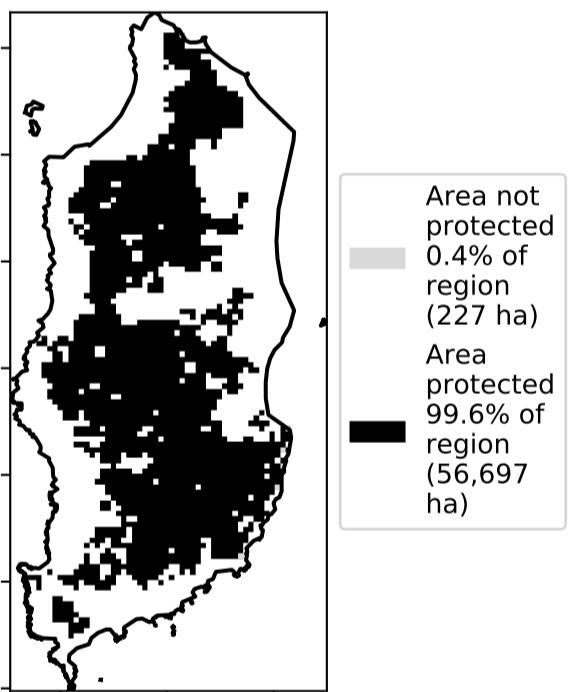 Area not
protected
0.4% of
region
(227 ha)
Area
protected
99.6% of
region
(56,697
ha)